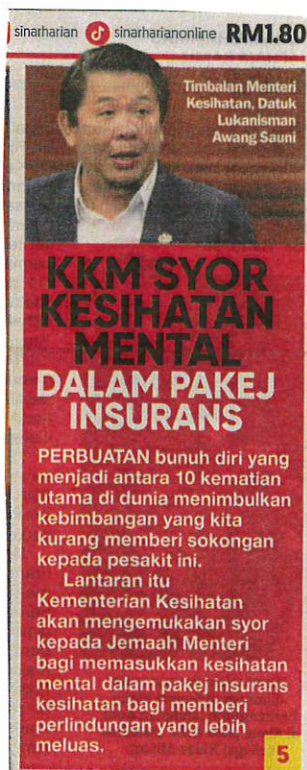 sinarharian sinarharianonline RM1.80
Timbalan Menteri
Kesihatan, Datuk
Lukanisman
Awang Sauni
KKM SYOR
KESIHATAN
MENTAL
DALAM PAKEJ
INSURANS
PERBUATAN bunuh diri yang
menjadi antara 10 kematian
utama di dunia menimbulkan
kebimbangan yang kita
kurang memberi sokongan
kepada pesakit ini.
Lantaran itu
Kementerian Kesihatan
akan mengemukakan syor
kepada Jemaah Menteri
bagi memasukkan kesihatan
mental dalam pakej insurans
kesihatan bagi memberi
perlindungan yang lebih
meluas.
5